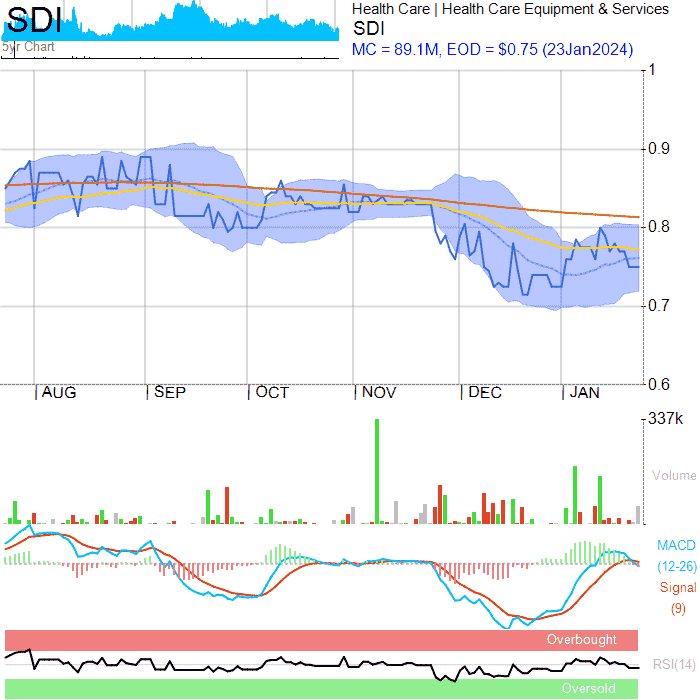 SDI
5yr Chart
Health Care | Health Care Equipment & Services
SDI
MC = 89.1M, EOD = $0.75 (23Jan2024)
1
0.9
0.8
0.7
0.6
AUG SEP OCT NOV DEC JAN
337k
Volume
MACD
(12-26)
Signal
(9)
Overbought
RSI(14)
Oversold